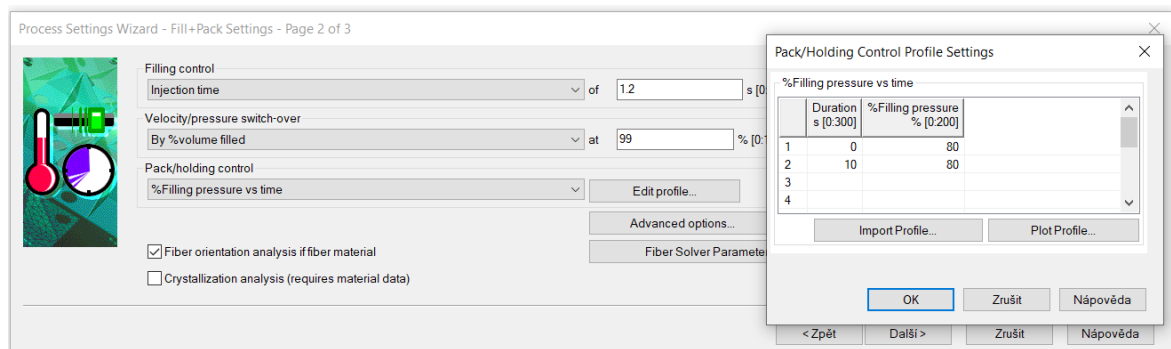 Process Settings Wizard - Fill+Pack Settings - Page 2 of 3
Filling control
Injection time of 1.2 s [0:
Velocity/pressure switch-over
By %volume filled at 99 % [0:1
Pack/holding control
%Filling pressure vs time Edit profile...
Advanced options...
Fiber orientation analysis if fiber material Fiber Solver Parameter
Crystallization analysis (requires material data)
< Zpět Další > Zrušit Nápověda
Pack/Holding Control Profile Settings
%Filling pressure vs time
Duration %Filling pressure
s [0:300] % [0:200]
1 0 80
2 10 80
3
4
Import Profile... Plot Profile...
OK Zrušit Nápověda